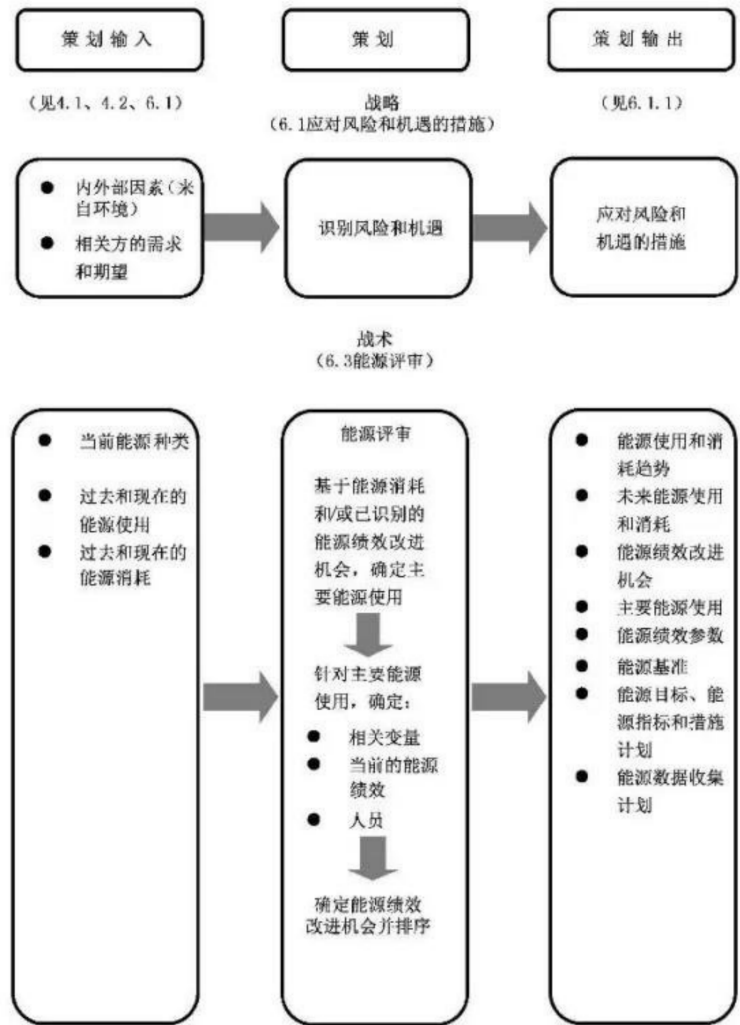 策划输入
策划
策划输出
（见4.1、4.2、6.1）
战略
（6.1应对风险和机遇的措施）
（见6.1.1）
● 内外部因素（来
自环境）
● 相关方的需求
和期望
识别风险和机遇
应对风险和
机遇的措施
战术
（6.3能源评审）
● 当前能源种类
● 过去和现在的
能源使用
● 过去和现在的
能源消耗
能源评审
基于能源消耗
和/或已识别的
能源绩效改进
机会，确定主
要能源使用
针对主要能源
使用，确定：
● 相关变量
● 当前的能源
绩效
● 人员
确定能源绩效
改进机会并排序
● 能源使用和消
耗趋势
● 未来能源使用
和消耗
● 能源绩效改进
机会
● 主要能源使用
● 能源绩效参数
● 能源基准
● 能源目标、能
源指标和措施
计划
● 能源数据收集
计划